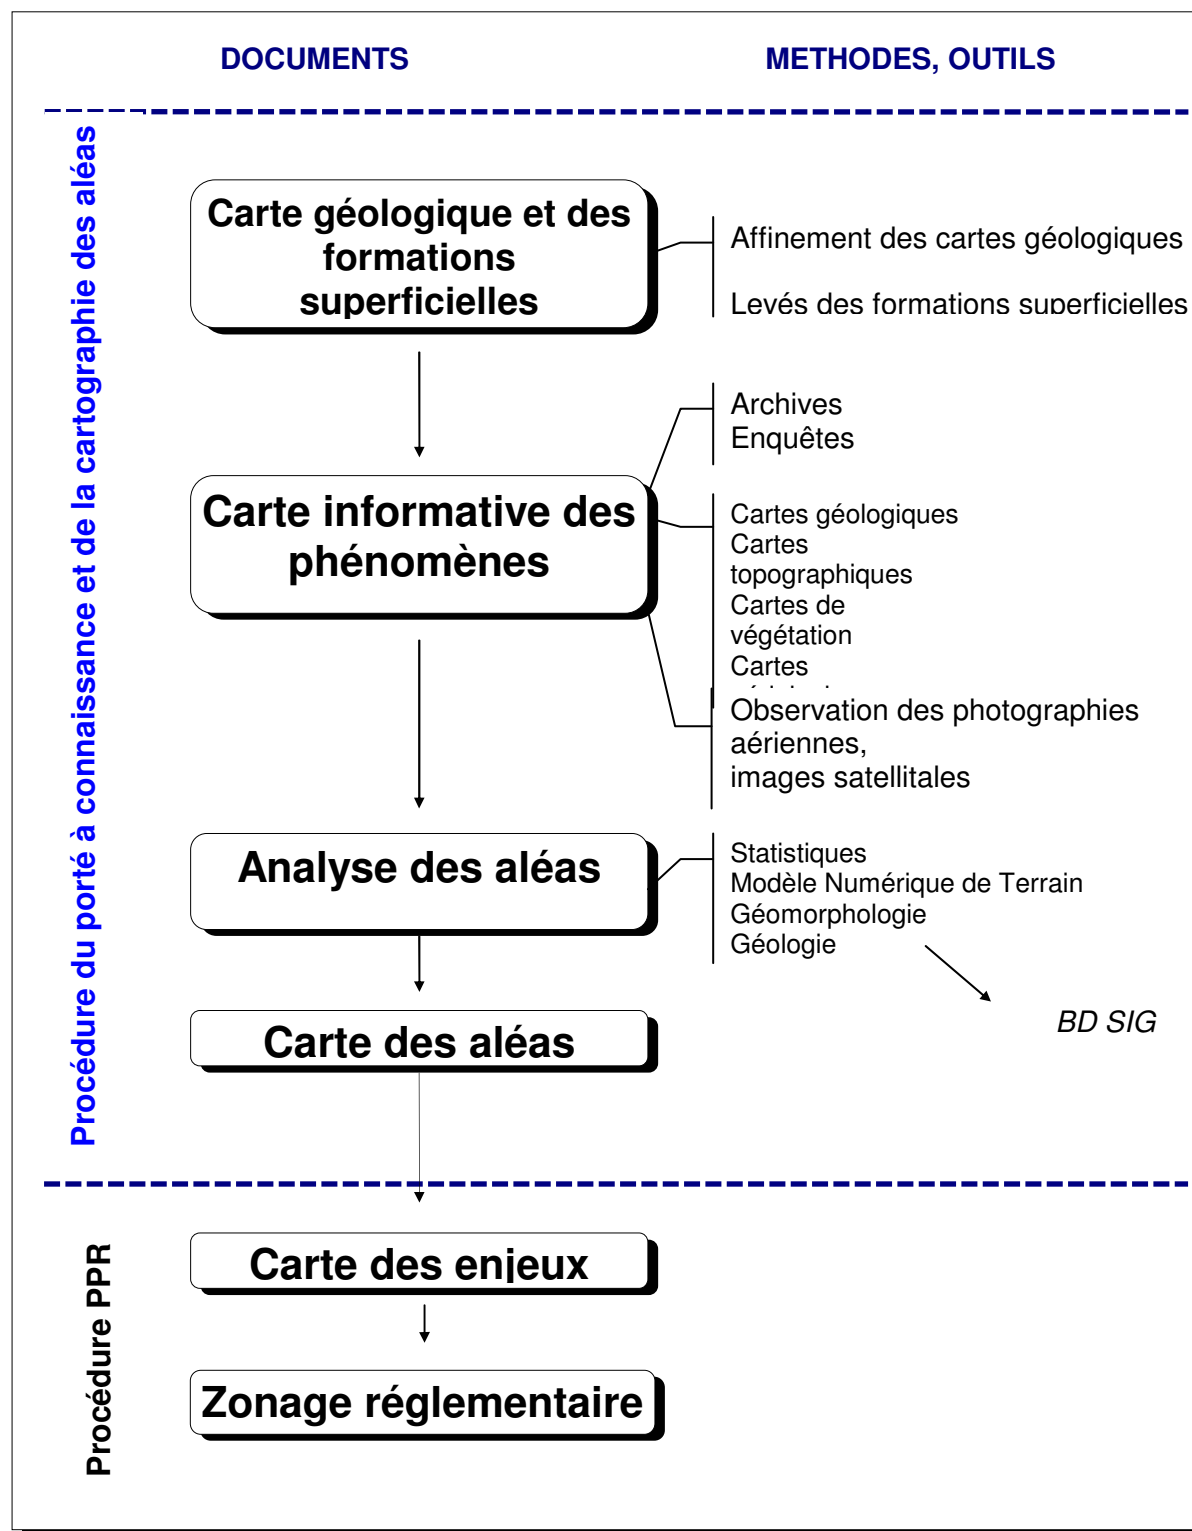 DOCUMENTS
METHODES, OUTILS
Procédure du porté à connaissance et de la cartographie des aléas
Carte géologique et des
formations
superficielles
Affinement des cartes géologiques
Levés des formations superficielles
Archives
Enquêtes
Carte informative des
phénomènes
Cartes géologiques
Cartes
topographiques
Cartes de
végétation
Cartes
Observation des photographies
aériennes,
images satellitales
Analyse des aléas
Statistiques
Modèle Numérique de Terrain
Géomorphologie
Géologie
BD SIG
Carte des aléas
Procédure PPR
Carte des enjeux
Zonage réglementaire